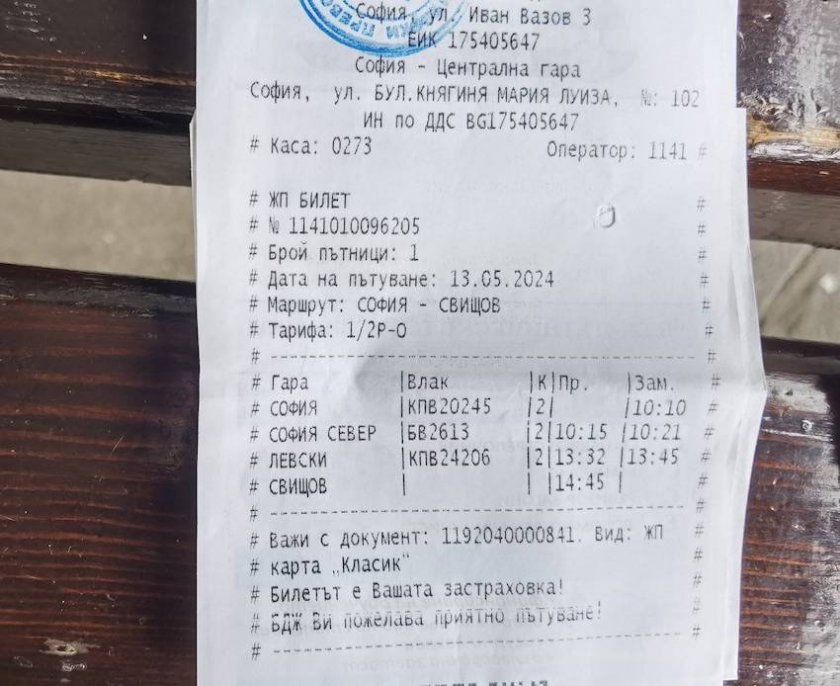 София, ул. Иван Вазов 3
ЕИК 175405647
София - Централна гара
София, ул. БУЛ.КНЯГИНЯ МАРИЯ ЛУИЗА, №: 102
ИН по ДДС BG175405647
# Каса: 0273 Оператор: 1141 #
# ЖП БИЛЕТ #
# № 1141010096205 #
# Брой пътници: 1 #
# Дата на пътуване: 13.05.2024 #
# Маршрут: СОФИЯ - СВИЩОВ #
# Тарифа: 1/2Р-О #
# ---------------------------------------- #
# Гара |Влак |К|Пр. |Зам. #
# СОФИЯ |КПВ20245 |2| |10:10 #
# СОФИЯ СЕВЕР |БВ2613 |2|10:15 |10:21 #
# ЛЕВСКИ |КПВ24206 |2|13:32 |13:45 #
# СВИЩОВ | | |14:45 | #
# ---------------------------------------- #
# Важи с документ: 1192040000841. Вид: ЖП #
# карта „Класик“ #
# Билетът е Вашата застраховка! #
# БДЖ Ви пожелава приятно пътуване! #
# ---------------------------------------- #